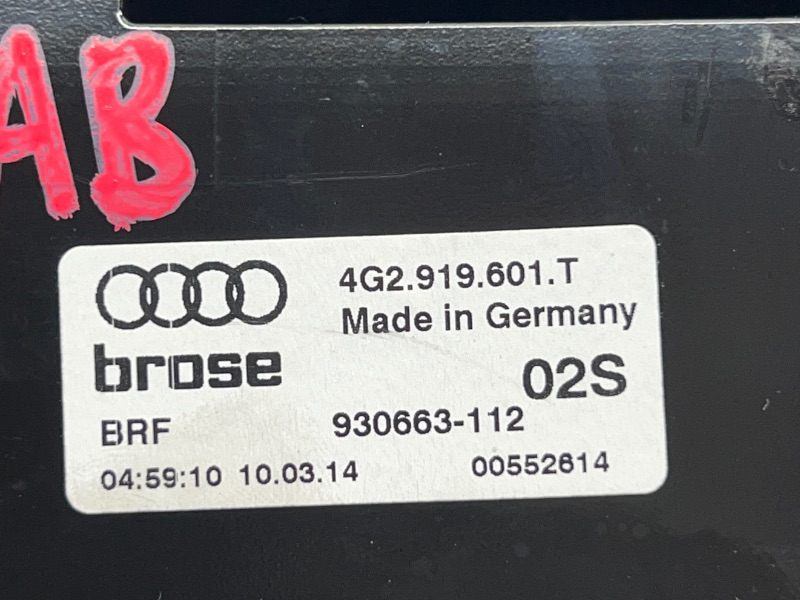 AB
4G2.919.601.T
Made in Germany
brose
02S
BRF 930663-112
04:59:10 10.03.14 00552614